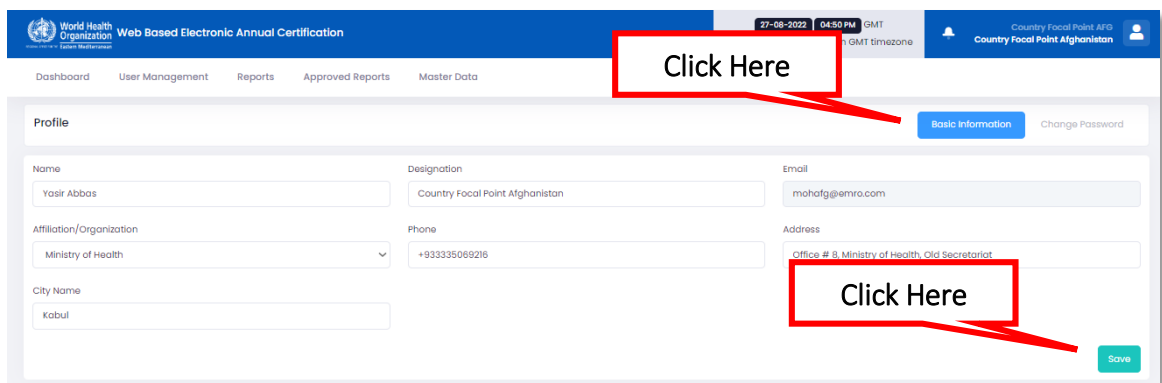 World Health
Organization
Eastern Mediterranean
Web Based Electronic Annual Certification
27-08-2022 04:50 PM GMT
n GMT timezone
Country Focal Point AFG
Country Focal Point Afghanistan
Click Here
Dashboard User Management Reports Approved Reports Master Data
Profile
Basic Information Change Password
Name Designation Email
Yasir Abbas Country Focal Point Afghanistan mohafg@emro.com
Affiliation/Organization Phone Address
Ministry of Health +933335069216 Office # 8, Ministry of Health, Old Secretariat
City Name
Kabul
Click Here
Save